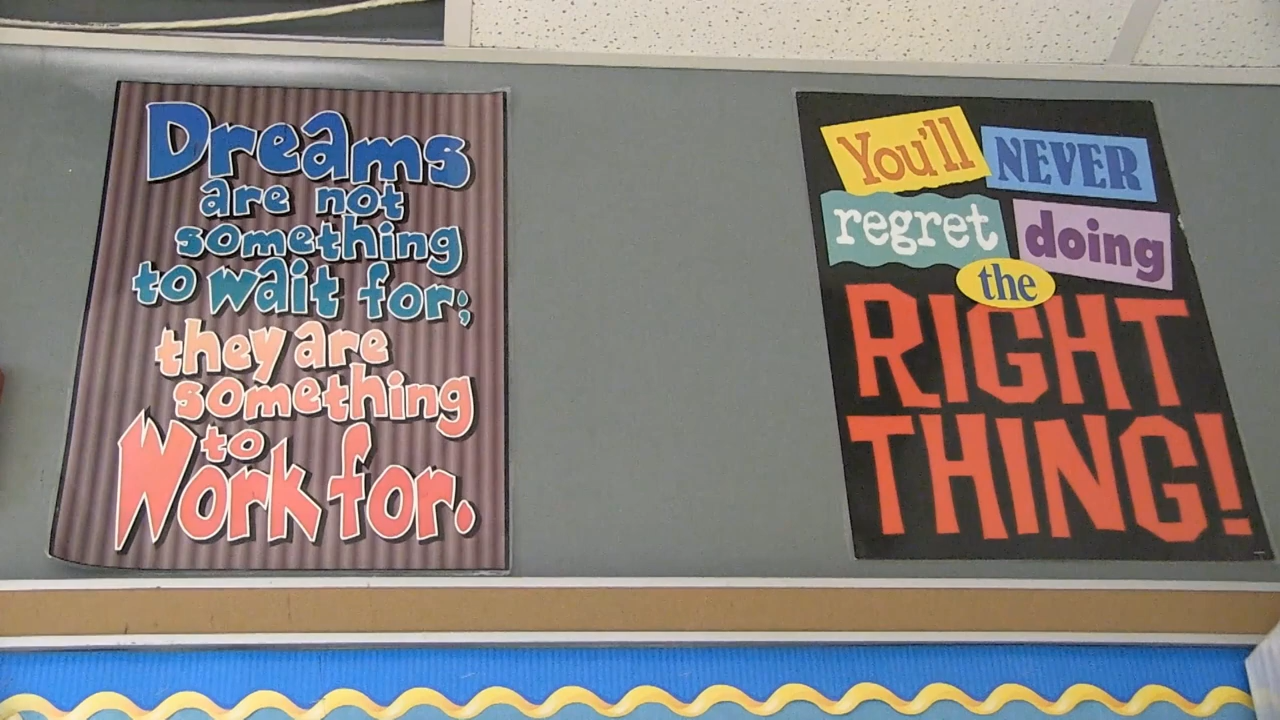 Dreams
are not
something
to wait for;
they are
something
to
Work for.
You'll NEVER
regret doing
the
RIGHT
THING!